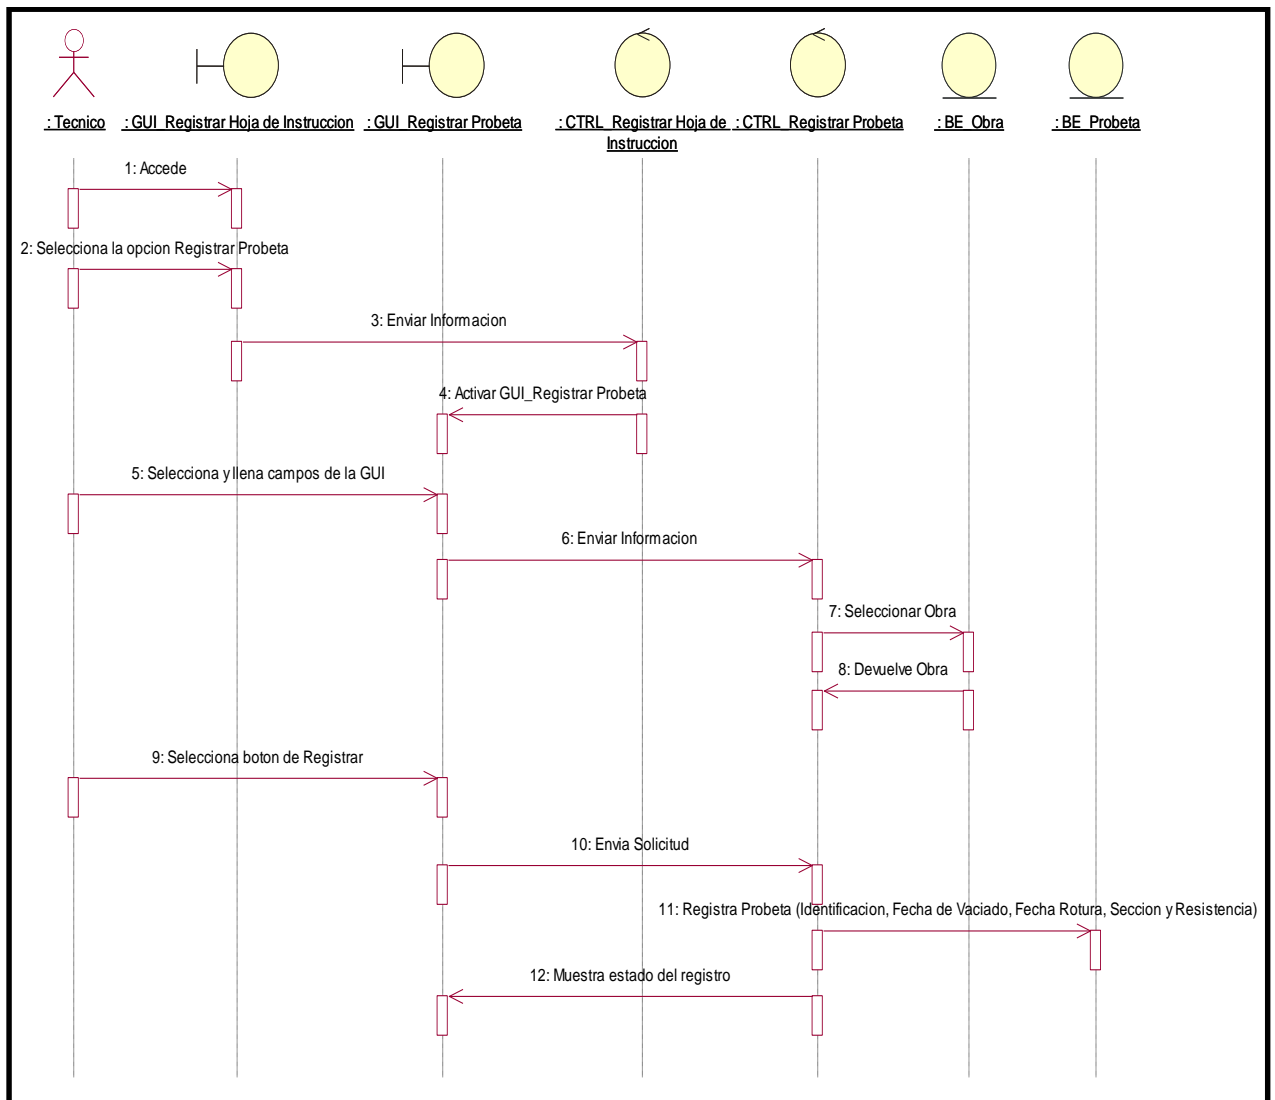 : Tecnico
: GUI_Registrar Hoja de Instruccion
: GUI_Registrar Probeta
: CTRL_Registrar Hoja de
Instruccion
: CTRL_Registrar Probeta
: BE_Obra
: BE_Probeta
1: Accede
2: Selecciona la opcion Registrar Probeta
3: Enviar Informacion
4: Activar GUI_Registrar Probeta
5: Selecciona y llena campos de la GUI
6: Enviar Informacion
7: Seleccionar Obra
8: Devuelve Obra
9: Selecciona boton de Registrar
10: Envia Solicitud
11: Registra Probeta (Identificacion, Fecha de Vaciado, Fecha Rotura, Seccion y Resistencia)
12: Muestra estado del registro